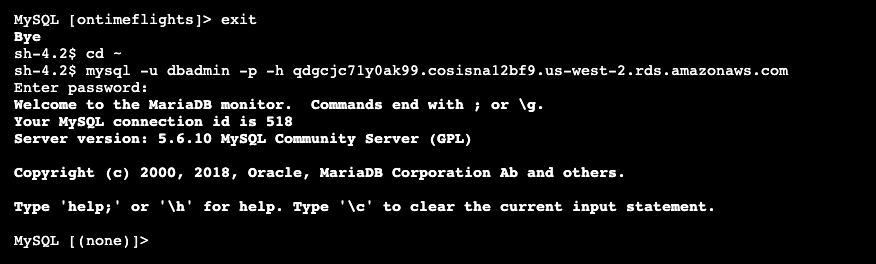 MySQL [ontimeflights]> exit
Bye
sh-4.2$ cd ~
sh-4.2$ mysql -u dbadmin -p -h qdgcjc71y0ak99.cosisna12bf9.us-west-2.rds.amazonaws.com
Enter password:
Welcome to the MariaDB monitor.  Commands end with ; or \g.
Your MySQL connection id is 518
Server version: 5.6.10 MySQL Community Server (GPL)
Copyright (c) 2000, 2018, Oracle, MariaDB Corporation Ab and others.
Type 'help;' or '\h' for help. Type '\c' to clear the current input statement.
MySQL [(none)]>